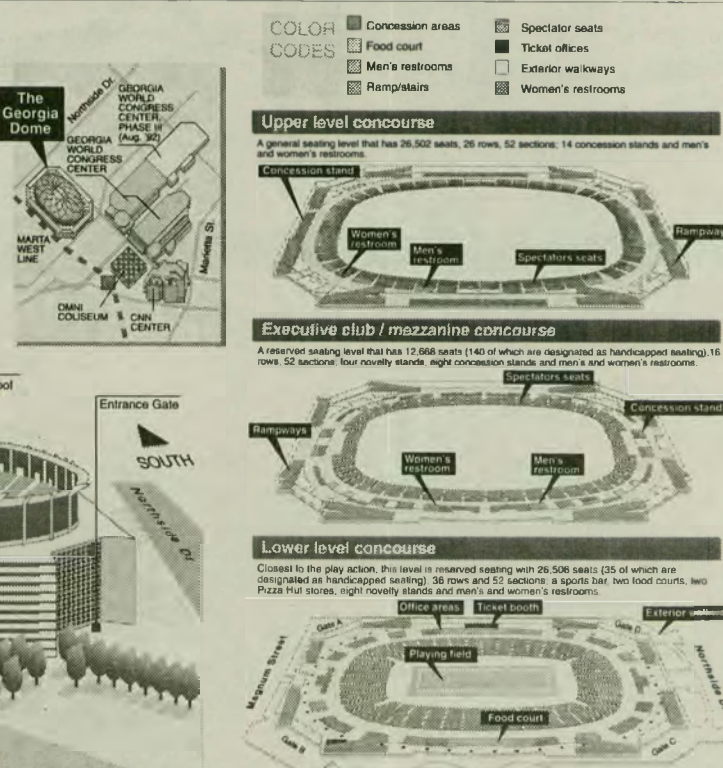 COLOR
CODES
Concession areas
Food court
Men's restrooms
Ramp/stairs
Spectator seats
Ticket offices
Exterior walkways
Women's restrooms
The
Georgia
Dome
Northside Dr.
GEORGIA
WORLD
CONGRESS
CENTER,
PHASE III
(Aug. '92)
GEORGIA
WORLD
CONGRESS
CENTER
MARTA
WEST
LINE
Marietta St.
OMNI
COLISEUM
CNN
CENTER
Upper level concourse
A general seating level that has 26,502 seats, 26 rows, 52 sections; 14 concession stands and men's
and women's restrooms.
Concession stand
Women's
restroom
Men's
restroom
Spectators seats
Rampway
Executive club / mezzanine concourse
A reserved seating level that has 12,668 seats (140 of which are designated as handicapped seating),16
rows, 52 sections; four novelty stands, eight concession stands and men's and women's restrooms.
Spectators seats
Concession stand
Rampways
Women's
restroom
Men's
restroom
Entrance Gate
SOUTH
Northside Dr
Lower level concourse
Closest to the play action, this level is reserved seating with 26,506 seats (35 of which are
designated as handicapped seating), 36 rows and 52 sections; a sports bar, two food courts, two
Pizza Hut stores, eight novelty stands and men's and women's restrooms.
Office areas
Ticket booth
Exterior
Gate A
Gate D
Magnum Street
Playing field
Northside
Food court
Gate B
Gate C